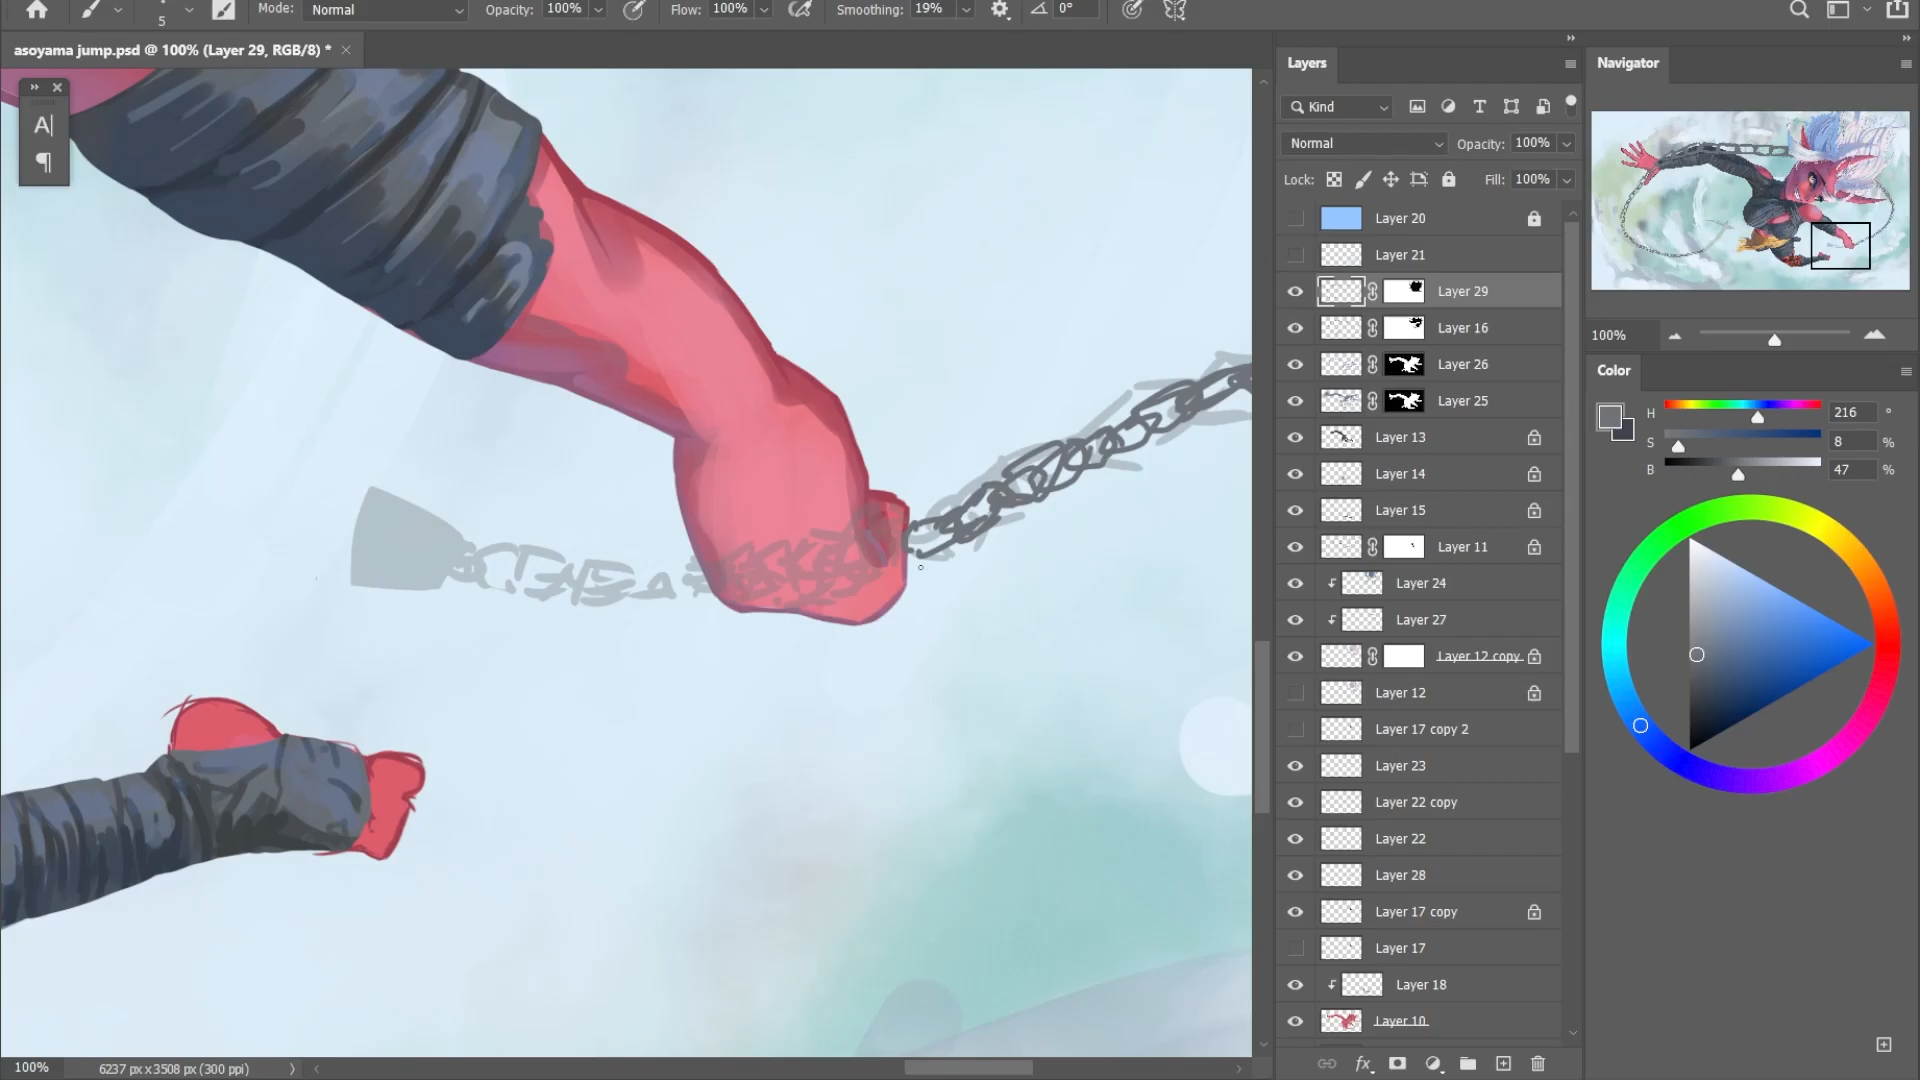 Mode: Normal Opacity: 100% Flow: 100% Smoothing: 19% 0°
5
asoyama jump.psd @ 100% (Layer 29, RGB/8) *
A
¶
Layers
Kind
Normal Opacity: 100%
Lock: Fill: 100%
Layer 20
Layer 21
Layer 29
Layer 16
Layer 26
Layer 25
Layer 13
Layer 14
Layer 15
Layer 11
Layer 24
Layer 27
Layer 12 copy
Layer 12
Layer 17 copy 2
Layer 23
Layer 22 copy
Layer 22
Layer 28
Layer 17 copy
Layer 17
Layer 18
Layer 10
fx
Navigator
100%
Color
H 216 °
S 8 %
B 47 %
100% 6237 px x 3508 px (300 ppi)